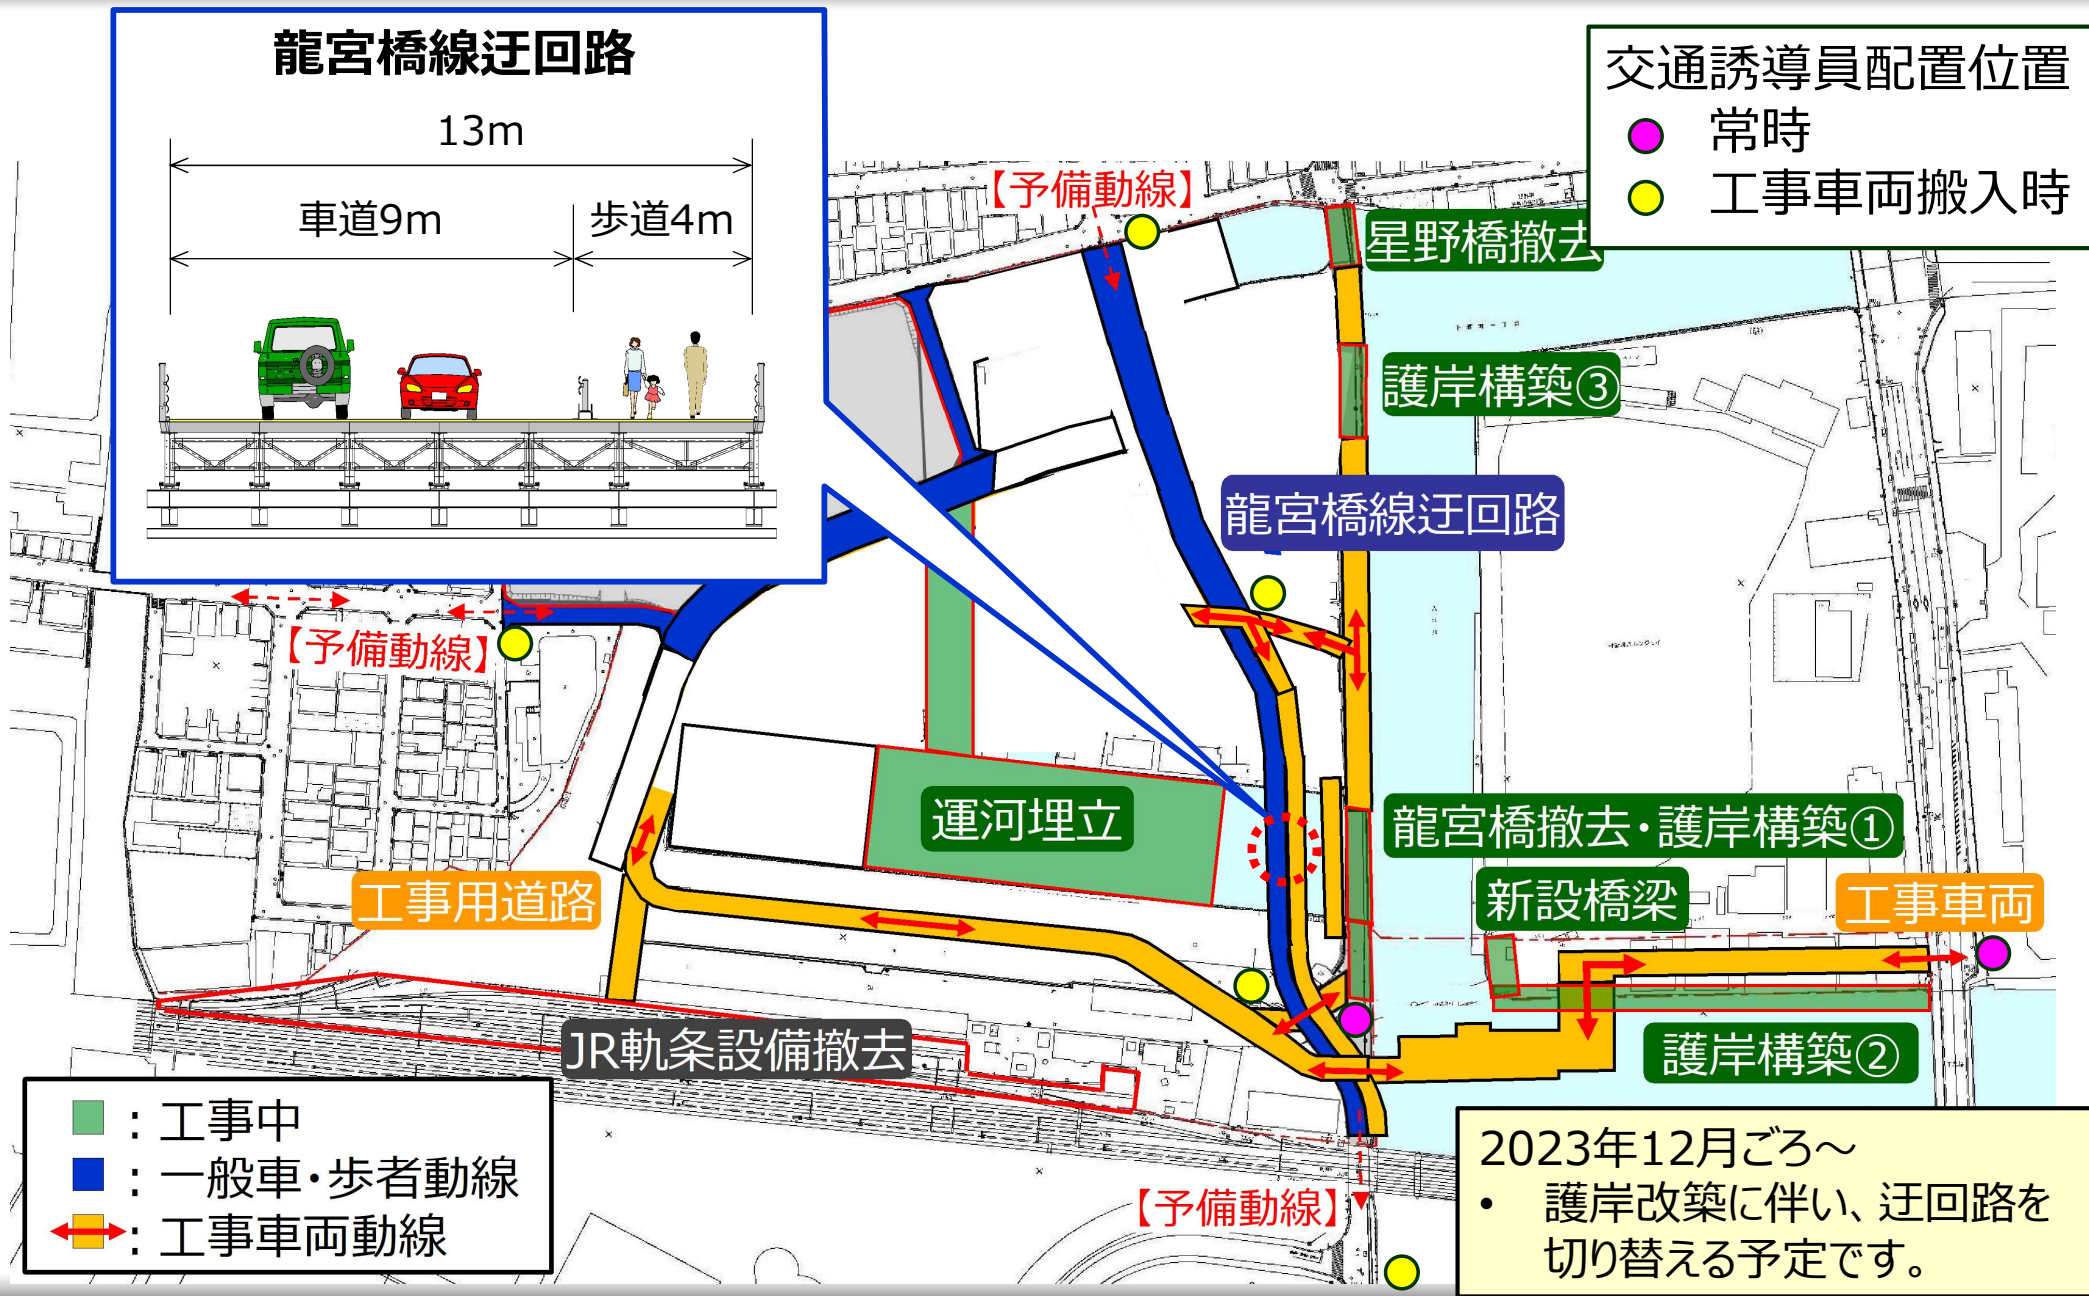 龍宮橋線迂回路
13m
車道9m
歩道4m
交通誘導員配置位置
常時
工事車両搬入時
【予備動線】
星野橋撤去
護岸構築③
龍宮橋線迂回路
【予備動線】
運河埋立
龍宮橋撤去・護岸構築①
工事用道路
新設橋梁
工事車両
JR軌条設備撤去
護岸構築②
：工事中
：一般車・歩者動線
：工事車両動線
【予備動線】
2023年12月ごろ～
• 護岸改築に伴い、迂回路を
切り替える予定です。